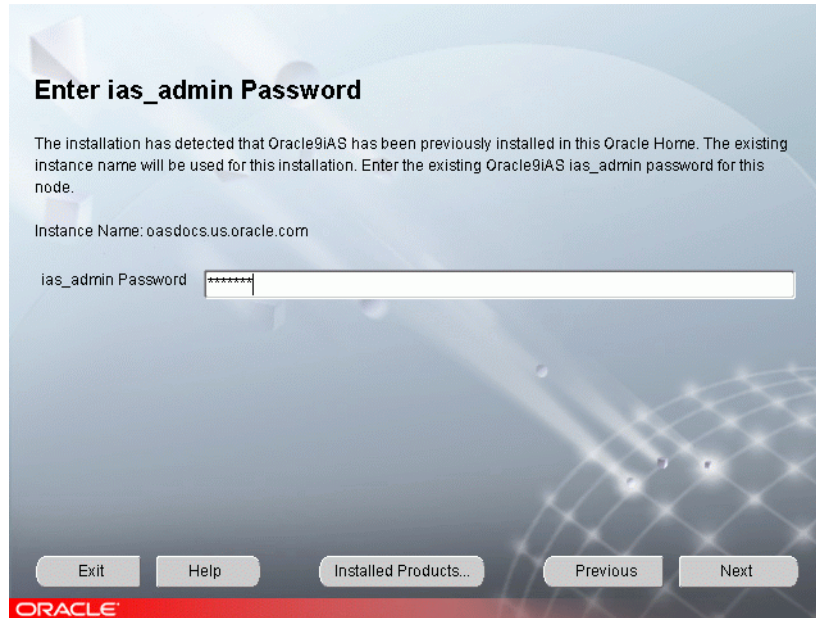 Enter ias_admin Password
The installation has detected that Oracle9iAS has been previously installed in this Oracle Home. The existing
instance name will be used for this installation. Enter the existing Oracle9iAS ias_admin password for this
node.
Instance Name: oasdocs.us.oracle.com
ias_admin Password *******
Exit Help Installed Products... Previous Next
ORACLE